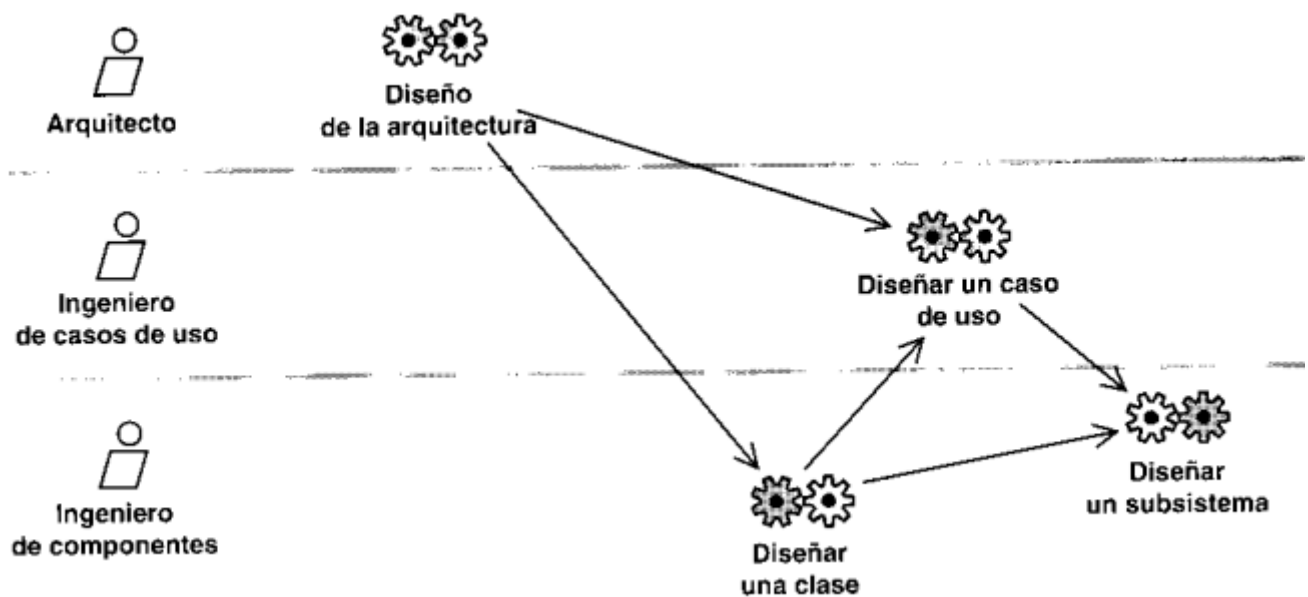 Arquitecto
Diseño
de la arquitectura
Ingeniero
de casos de uso
Diseñar un caso
de uso
Ingeniero
de componentes
Diseñar
una clase
Diseñar
un subsistema